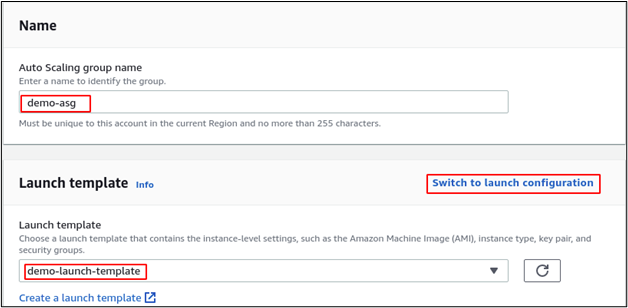 Name
Auto Scaling group name
Enter a name to identify the group.
demo-asg
Must be unique to this account in the current Region and no more than 255 characters.
Launch template Info
Switch to launch configuration
Launch template
Choose a launch template that contains the instance-level settings, such as the Amazon Machine Image (AMI), instance type, key pair, and
security groups.
demo-launch-template
Create a launch template